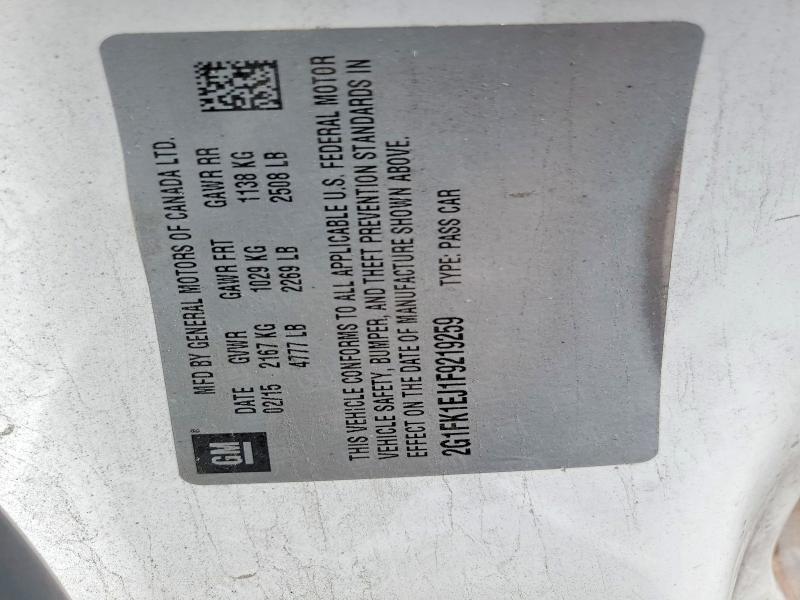 GM®
MFD BY GENERAL MOTORS OF CANADA LTD.
DATE GVWR GAWR FRT GAWR RR
02/15 2167 KG 1029 KG 1138 KG
4777 LB 2269 LB 2508 LB
THIS VEHICLE CONFORMS TO ALL APPLICABLE U.S. FEDERAL MOTOR
VEHICLE SAFETY, BUMPER, AND THEFT PREVENTION STANDARDS IN
EFFECT ON THE DATE OF MANUFACTURE SHOWN ABOVE.
2G1FK1EJ1F9219259 TYPE: PASS CAR